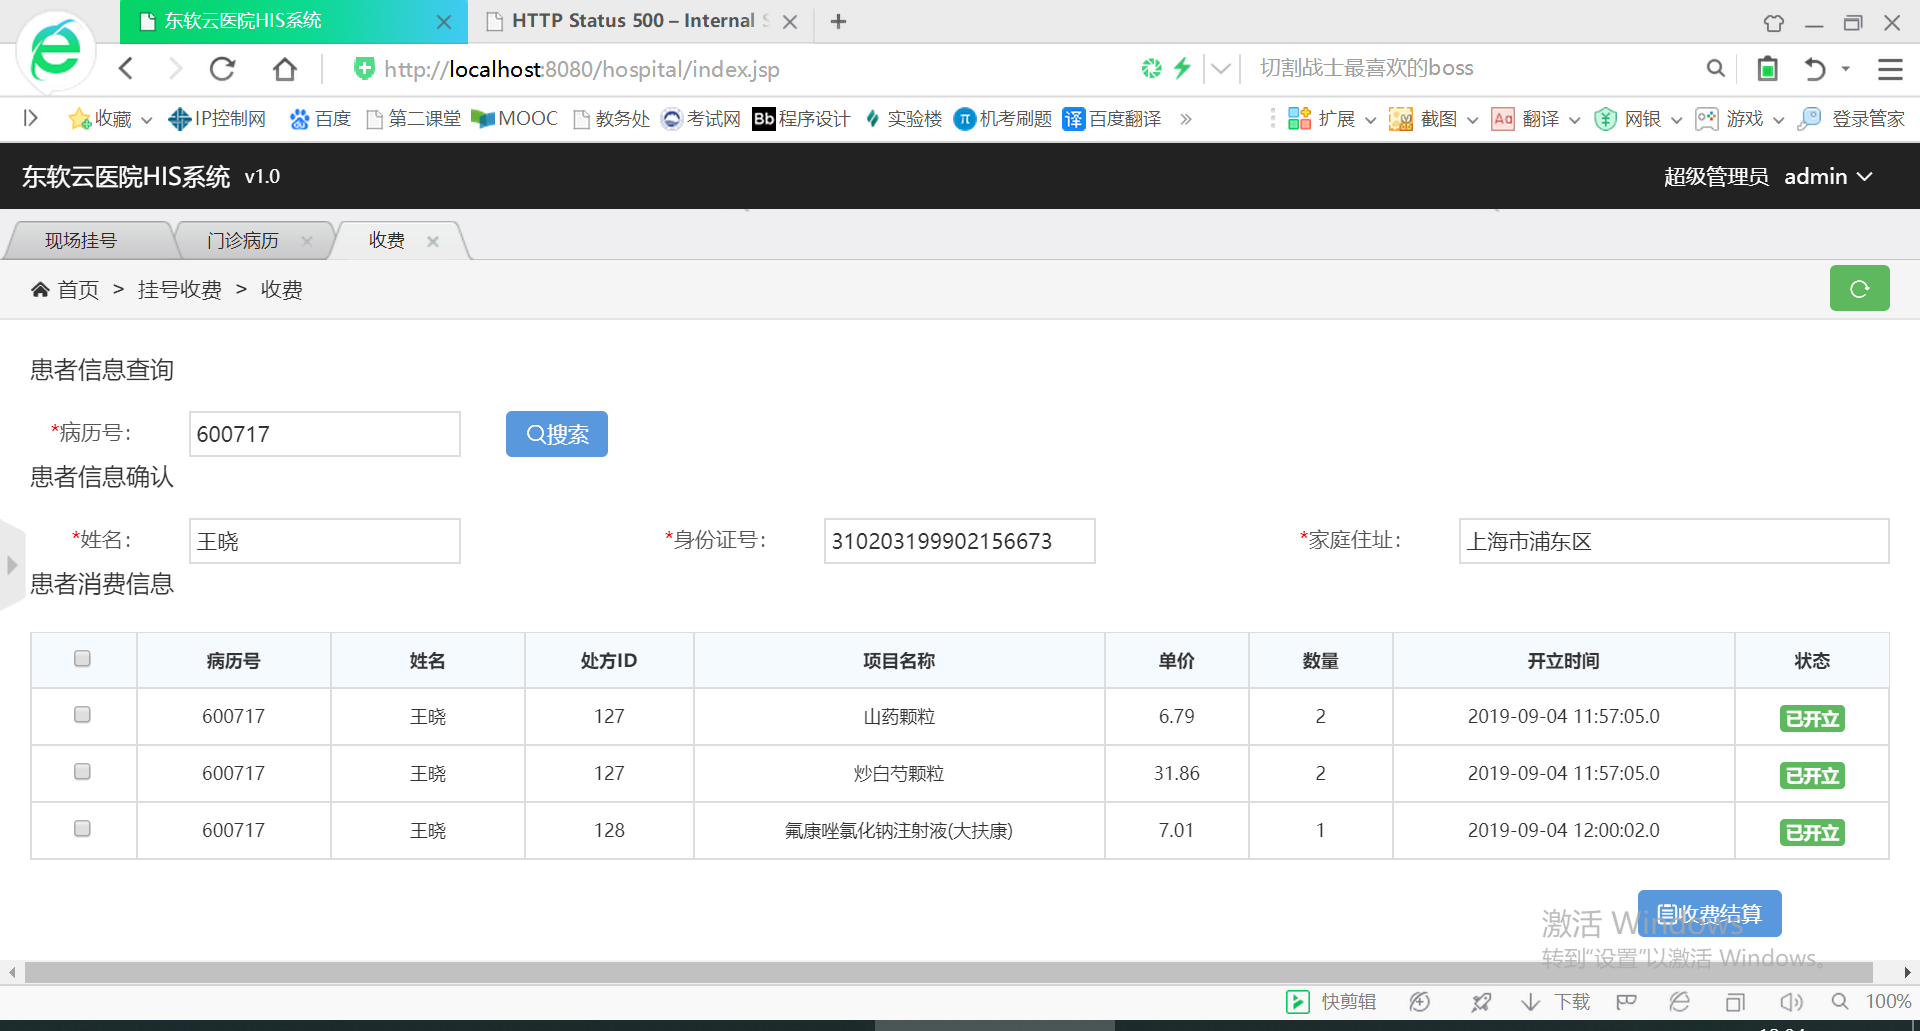 东软云医院HIS系统
HTTP Status 500 – Internal
http://localhost:8080/hospital/index.jsp
切割战士最喜欢的boss
收藏 IP控制网 百度 第二课堂 MOOC 教务处 考试网 Bb 程序设计 实验楼 机考刷题 译 百度翻译 » 扩展 截图 Aa 翻译 网银 游戏 登录管家
东软云医院HIS系统 v1.0
超级管理员 admin
现场挂号 门诊病历 收费
首页 > 挂号收费 > 收费
患者信息查询
*病历号： 600717 搜索
患者信息确认
*姓名： 王晓 *身份证号： 310203199902156673 *家庭住址： 上海市浦东区
患者消费信息
病历号 姓名 处方ID 项目名称 单价 数量 开立时间 状态
600717 王晓 127 山药颗粒 6.79 2 2019-09-04 11:57:05.0 已开立
600717 王晓 127 炒白芍颗粒 31.86 2 2019-09-04 11:57:05.0 已开立
600717 王晓 128 氟康唑氯化钠注射液(大扶康) 7.01 1 2019-09-04 12:00:02.0 已开立
收费结算
激活 Windows
转到"设置"以激活 Windows。
快剪辑 下载 100%